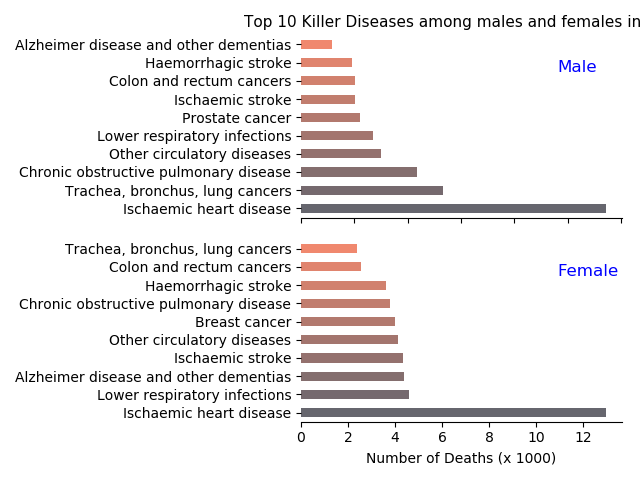 Top 10 Killer Diseases among males and females in
Alzheimer disease and other dementias
Haemorrhagic stroke
Male
Colon and rectum cancers
Ischaemic stroke
Prostate cancer
Lower respiratory infections
Other circulatory diseases
Chronic obstructive pulmonary disease
Trachea, bronchus, lung cancers
Ischaemic heart disease
Trachea, bronchus, lung cancers
Colon and rectum cancers
Female
Haemorrhagic stroke
Chronic obstructive pulmonary disease
Breast cancer
Other circulatory diseases
Ischaemic stroke
Alzheimer disease and other dementias
Lower respiratory infections
Ischaemic heart disease
0 2 4 6 8 10 12
Number of Deaths (x 1000)